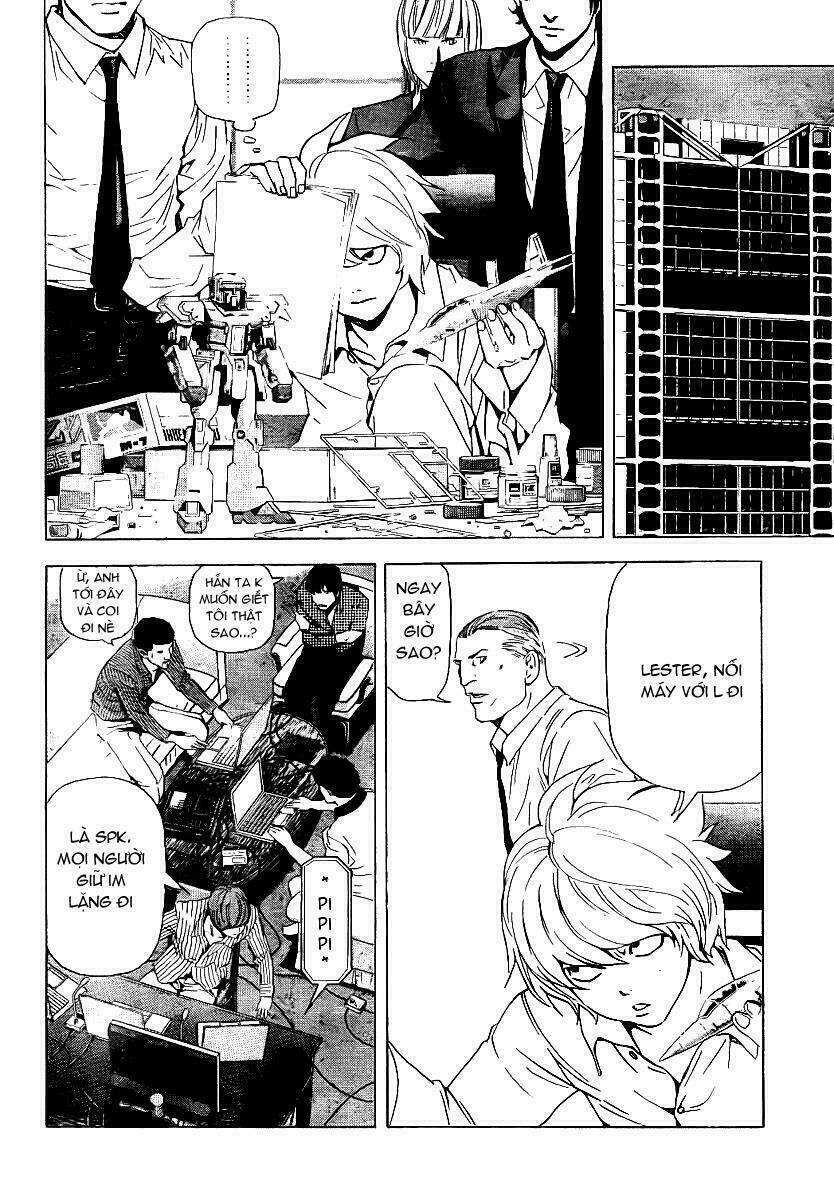 ..........
M-7
LESTER, NỐI
MÁY VỚI L ĐI
NGAY
BÂY
GIỜ
SAO?
HẮN TA K
MUỐN GIẾT
TÔI THẬT
SAO...?
Ừ, ANH
TỚI ĐÂY
VÀ COI
ĐI NÈ
PI
PI
PI
LÀ SPK.
MỌI NGƯỜI
GIỮ IM
LẶNG ĐI